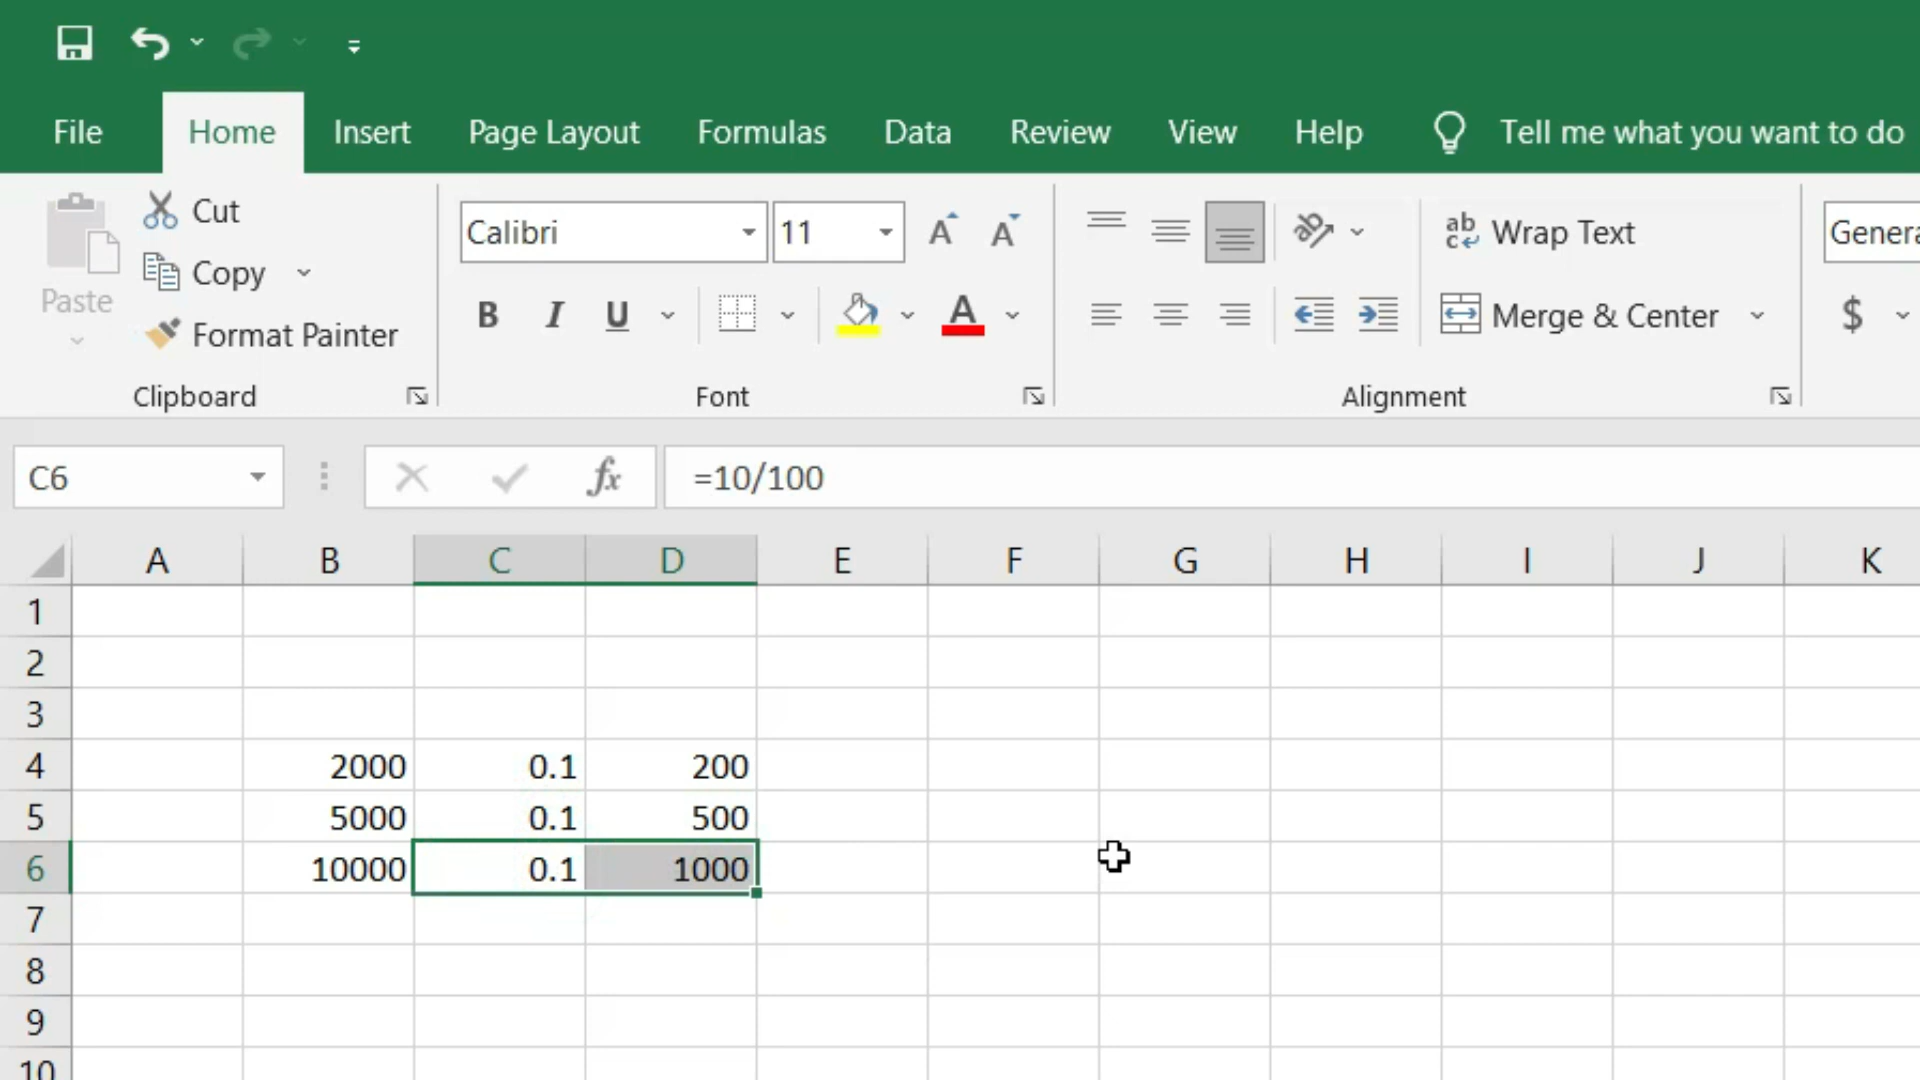 File Home Insert Page Layout Formulas Data Review View Help Tell me what you want to do
Paste
Cut
Copy
Format Painter
Clipboard
Calibri 11 A A
B I U A
Font
ab Wrap Text
Merge & Center
Alignment
Genera
$
C6 fx =10/100
A B C D E F G H I J K
1
2
3
4 2000 0.1 200
5 5000 0.1 500
6 10000 0.1 1000
7
8
9
10